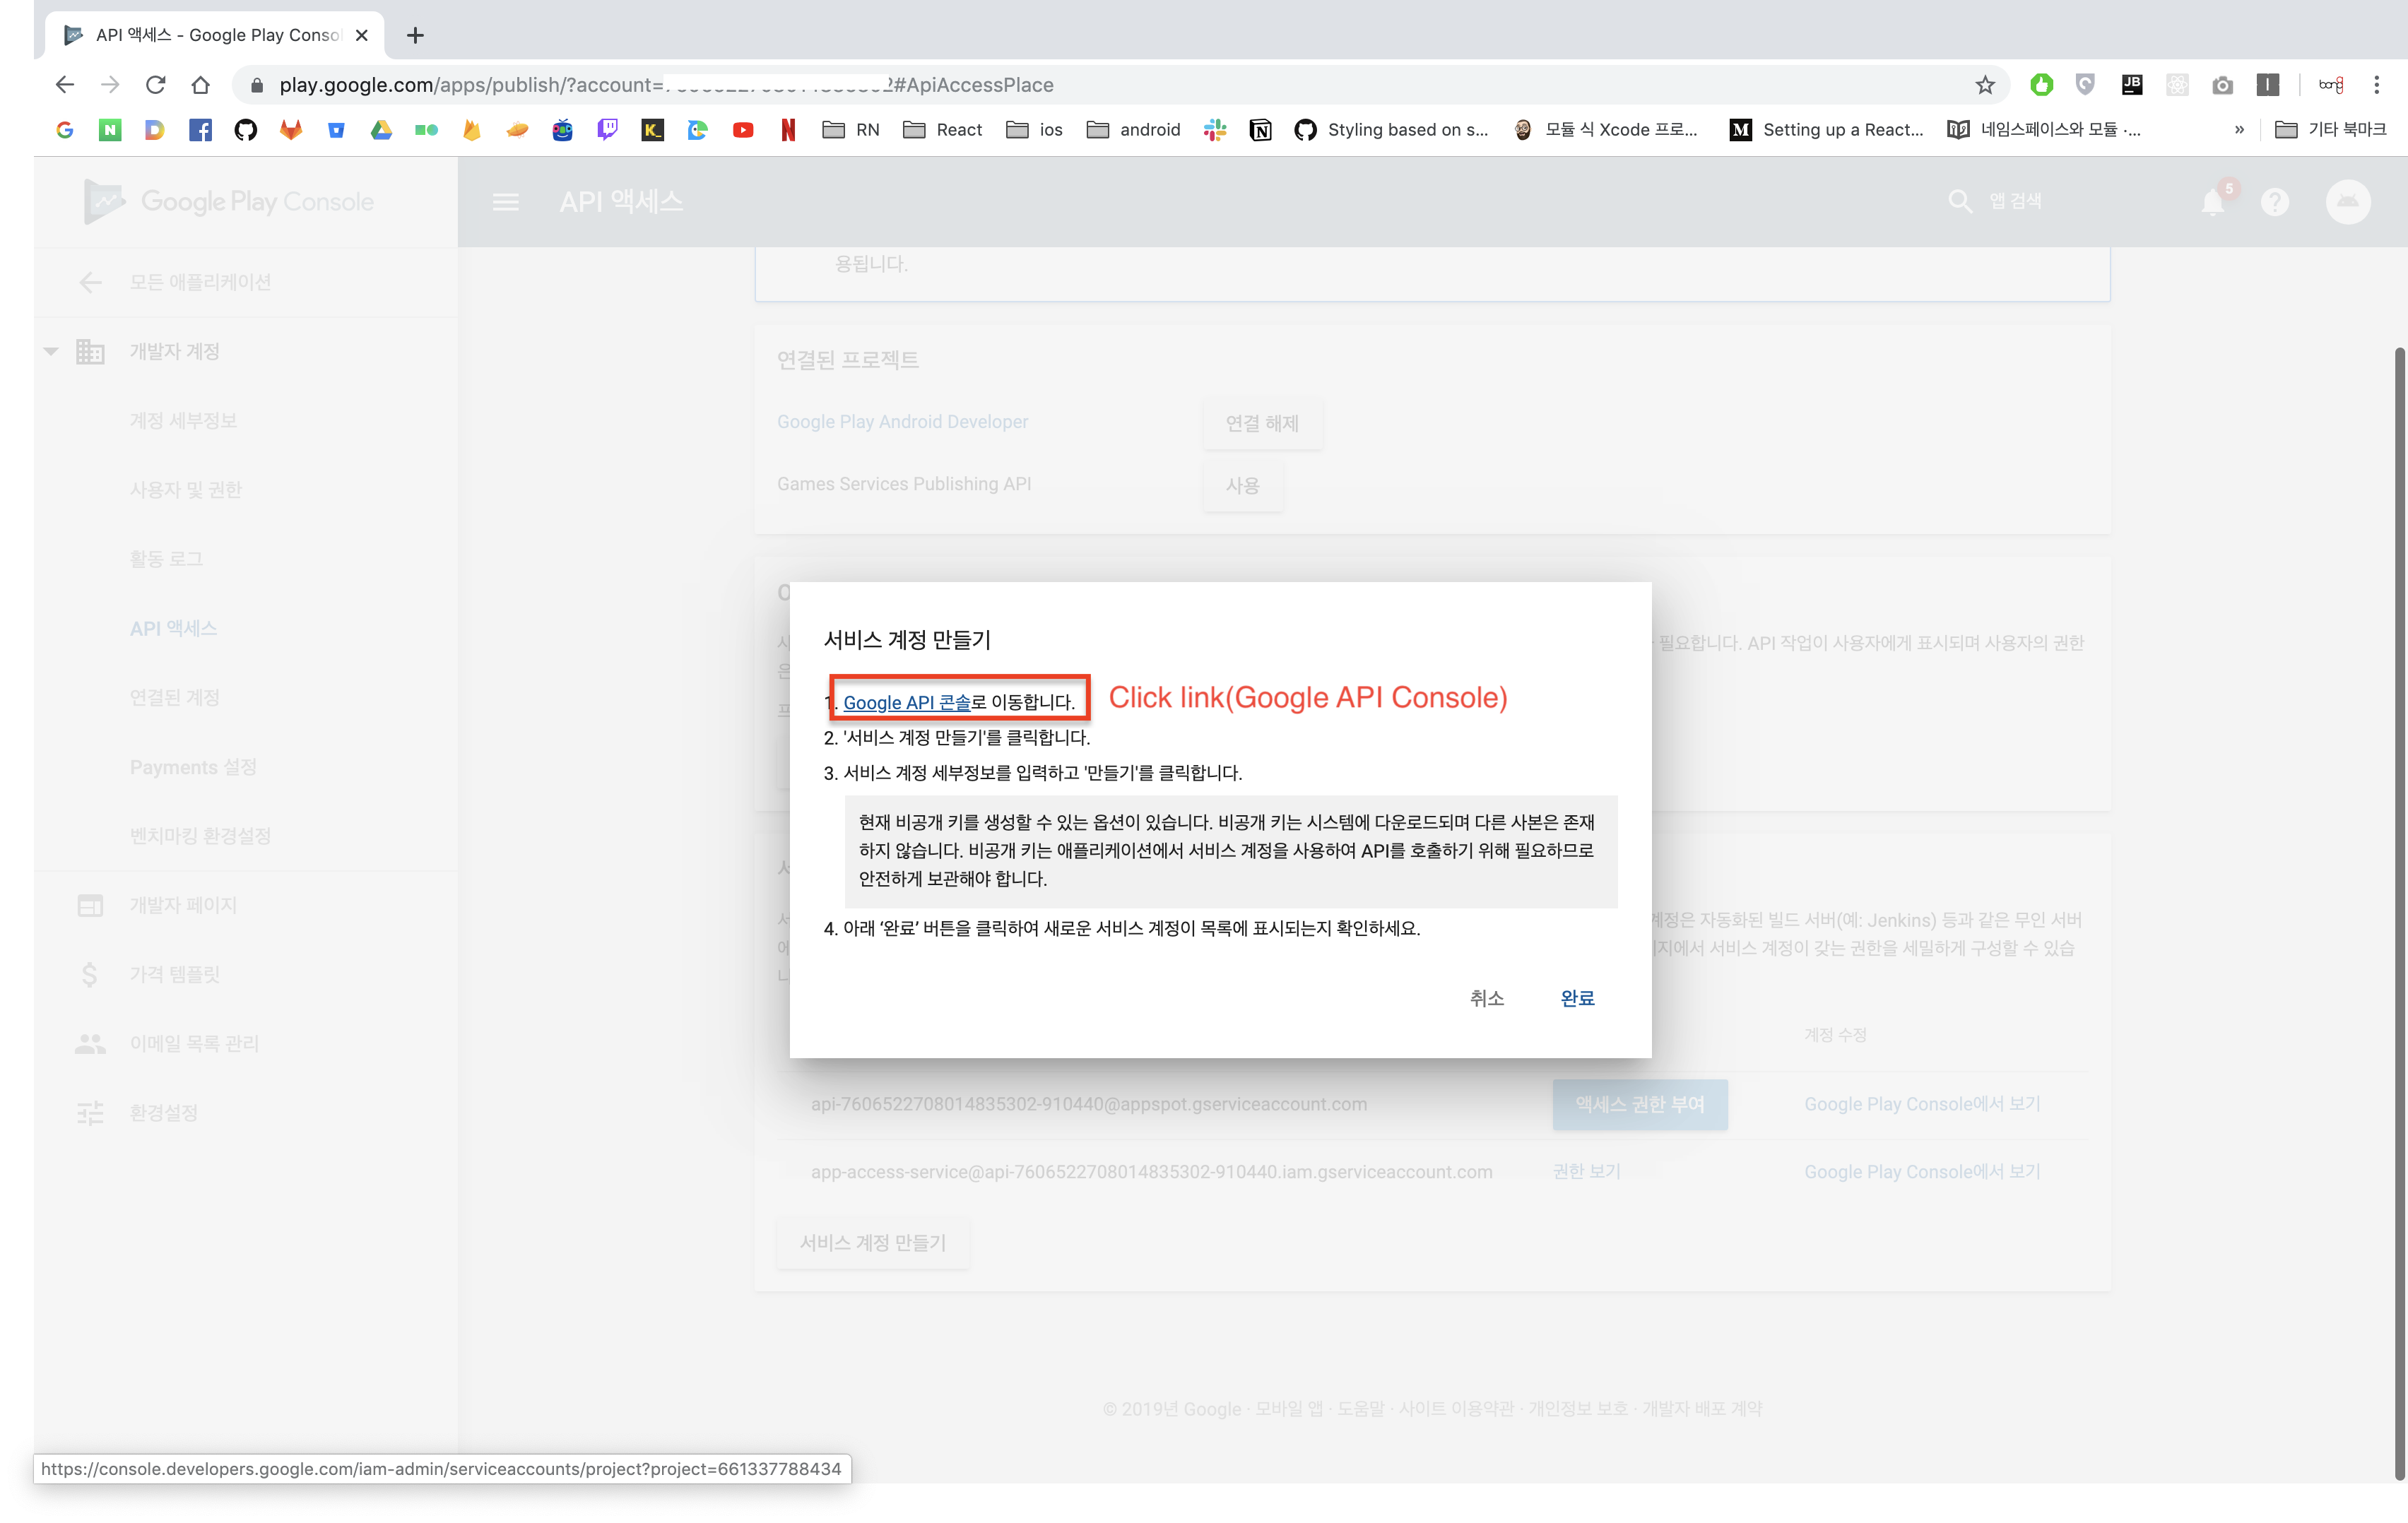 API 액세스 - Google Play Consol
play.google.com/apps/publish/?account=
2#ApiAccessPlace
RN
React
ios
android
Styling based on s...
모듈 식 Xcode 프로...
Setting up a React...
네임스페이스와 모듈 ·...
»
기타 북마크
Google Play Console
API 액세스
앱 검색
5
모든 애플리케이션
개발자 계정
계정 세부정보
사용자 및 권한
활동 로그
API 액세스
연결된 계정
Payments 설정
벤치마킹 환경설정
개발자 페이지
가격 템플릿
이메일 목록 관리
환경설정
용됩니다.
연결된 프로젝트
Google Play Android Developer
연결 해제
Games Services Publishing API
사용
필요합니다. API 작업이 사용자에게 표시되며 사용자의 권한
은
서비스 계정 만들기
1. Google API 콘솔로 이동합니다.
Click link(Google API Console)
2. '서비스 계정 만들기'를 클릭합니다.
3. 서비스 계정 세부정보를 입력하고 '만들기'를 클릭합니다.
현재 비공개 키를 생성할 수 있는 옵션이 있습니다. 비공개 키는 시스템에 다운로드되며 다른 사본은 존재
하지 않습니다. 비공개 키는 애플리케이션에서 서비스 계정을 사용하여 API를 호출하기 위해 필요하므로
안전하게 보관해야 합니다.
4. 아래 ‘완료’ 버튼을 클릭하여 새로운 서비스 계정이 목록에 표시되는지 확인하세요.
취소
완료
계정은 자동화된 빌드 서버(예: Jenkins) 등과 같은 무인 서버
에
지에서 서비스 계정이 갖는 권한을 세밀하게 구성할 수 있습
계정 수정
api-7606522708014835302-910440@appspot.gserviceaccount.com
액세스 권한 부여
Google Play Console에서 보기
app-access-service@api-7606522708014835302-910440.iam.gserviceaccount.com
권한 보기
Google Play Console에서 보기
서비스 계정 만들기
© 2019년 Google · 모바일 앱 · 도움말 · 사이트 이용약관 · 개인정보 보호 · 개발자 배포 계약
https://console.developers.google.com/iam-admin/serviceaccounts/project?project=661337788434